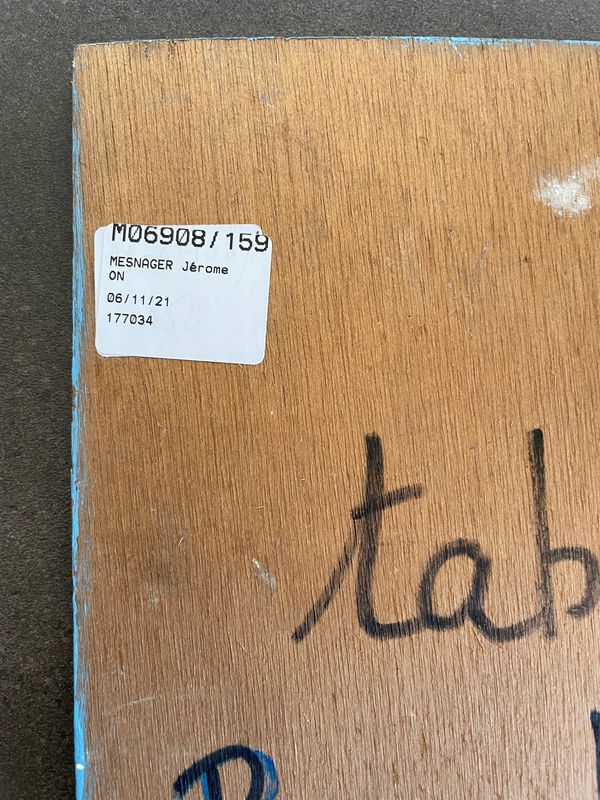 M06908/159
MESNAGER Jérome
ON
06/11/21
177034
tab